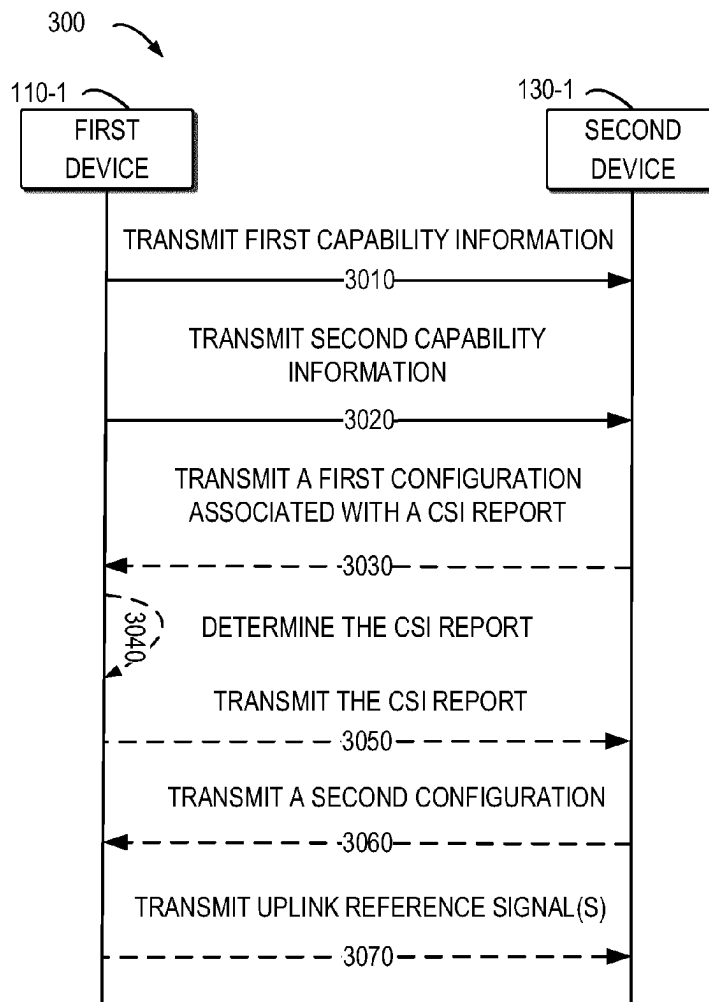 300
110-1
130-1
FIRST
DEVICE
SECOND
DEVICE
TRANSMIT FIRST CAPABILITY INFORMATION
3010
TRANSMIT SECOND CAPABILITY
INFORMATION
3020
TRANSMIT A FIRST CONFIGURATION
ASSOCIATED WITH A CSI REPORT
3030
3040
DETERMINE THE CSI REPORT
TRANSMIT THE CSI REPORT
3050
TRANSMIT A SECOND CONFIGURATION
3060
TRANSMIT UPLINK REFERENCE SIGNAL(S)
3070